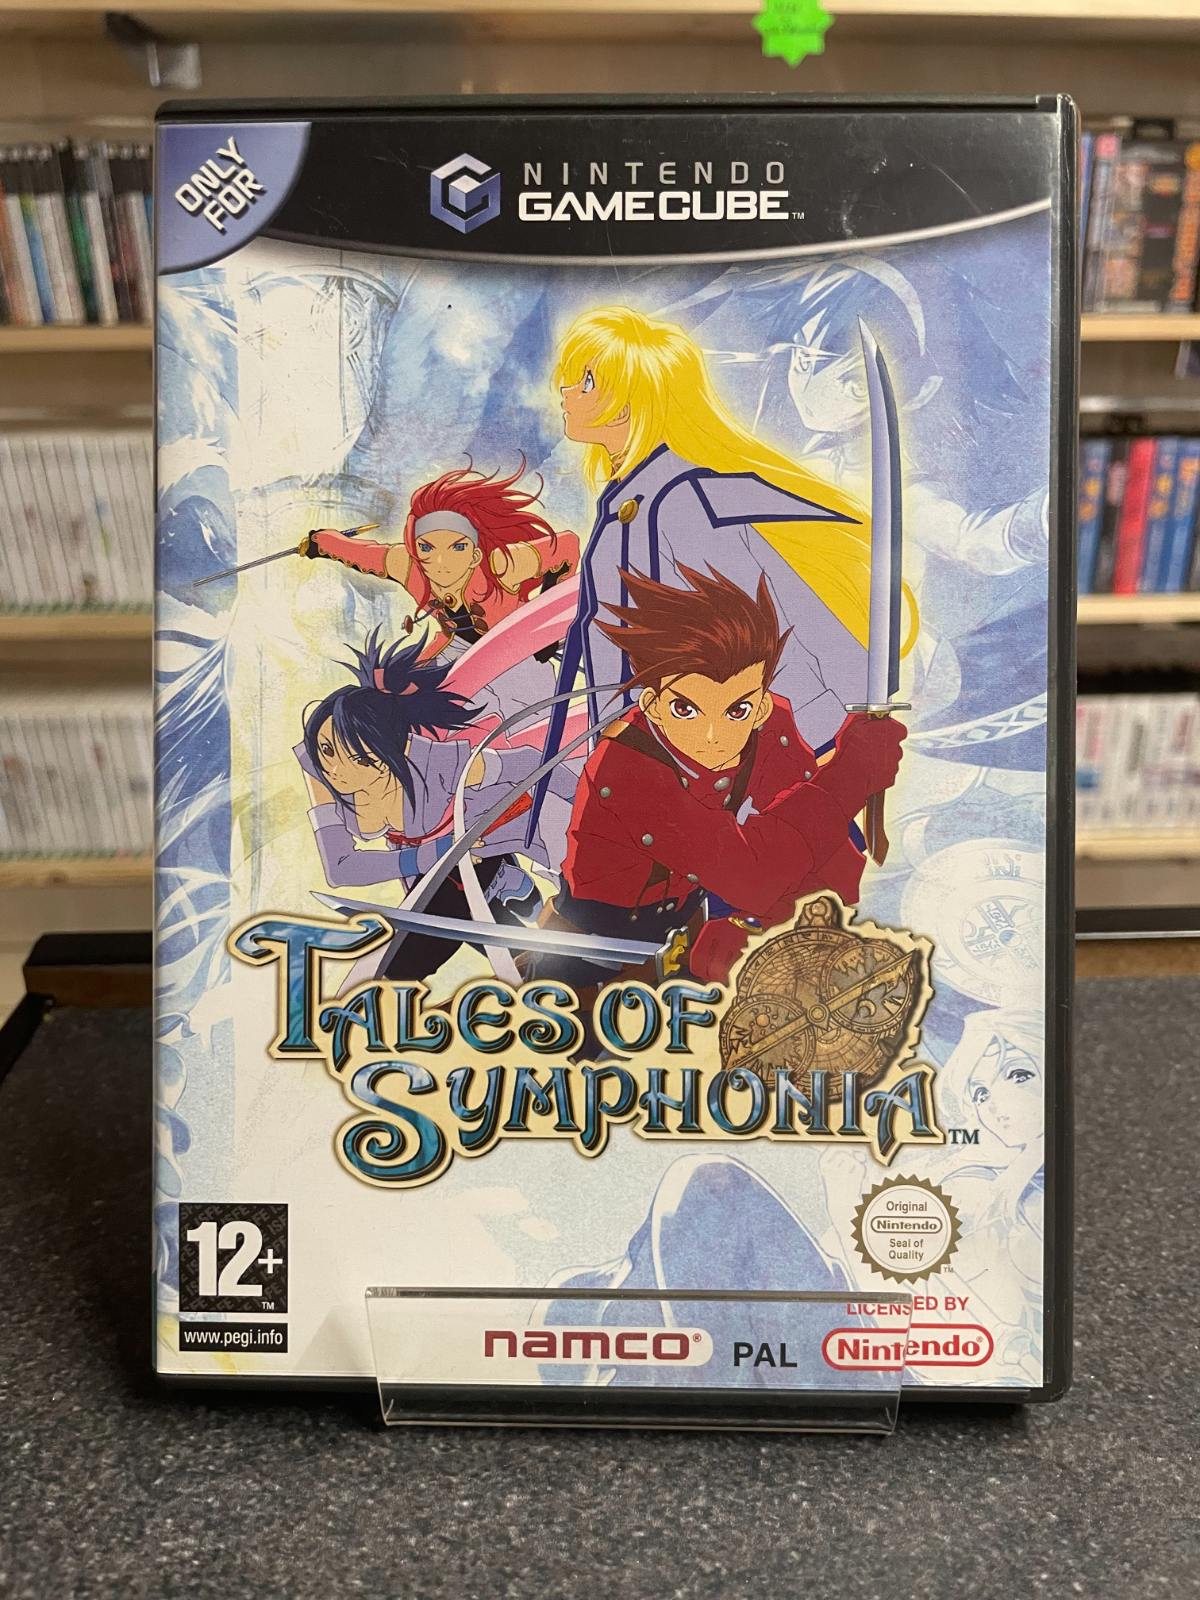 ONLY
FOR
NINTENDO
GAMECUBE™
TALES OF
SYMPHONIA™
12+™
www.pegi.info
Original
Nintendo
Seal of
Quality
™
LICENSED BY
Nintendo®
namco®
PAL